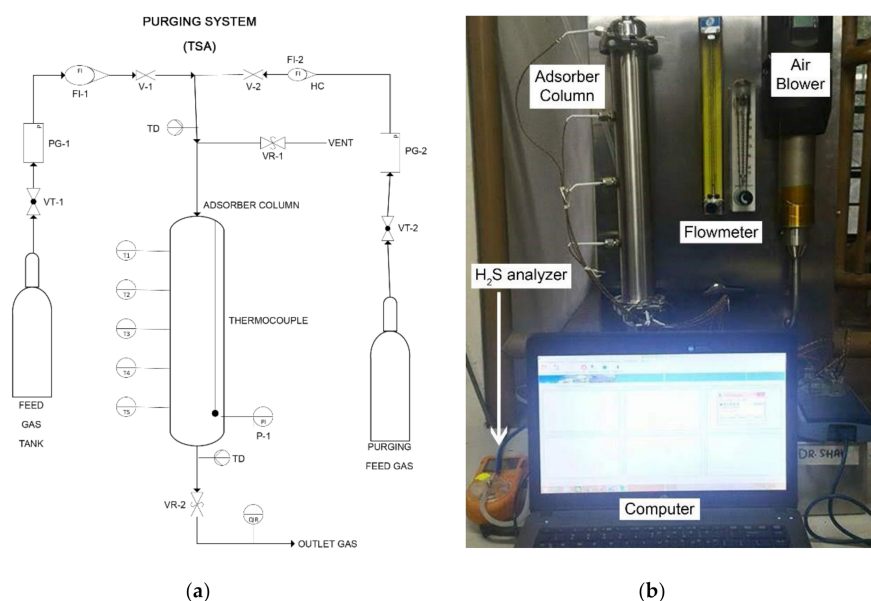 PURGING SYSTEM
(TSA)
FI-2
FI
FI
FI-1
V-1
V-2
HC
TD
P
PG-1
P
PG-2
VR-1
VENT
VT-1
VT-2
ADSORBER COLUMN
T1
T2
T3
T4
T5
THERMOCOUPLE
FEED
GAS
TANK
FI
P-1
PURGING
FEED GAS
TD
VR-2
OUTLET GAS
(a)
Adsorber
Column
Air
Blower
Flowmeter
H2S analyzer
DR. SHAH
Computer
(b)